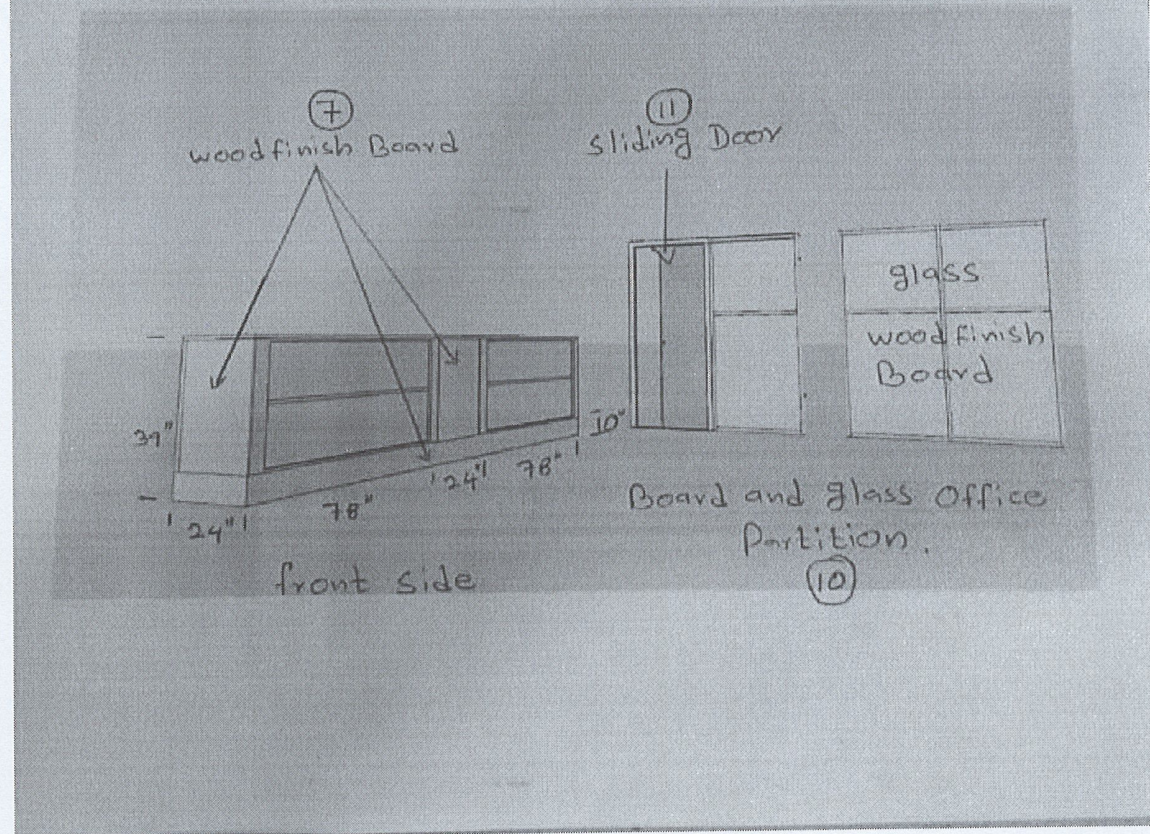 7
woodfinish Board
11
sliding Door
glass
woodfinish
Board
39"
10"
24"
78"
24"
78"
front side
Board and glass Office
Partition.
10